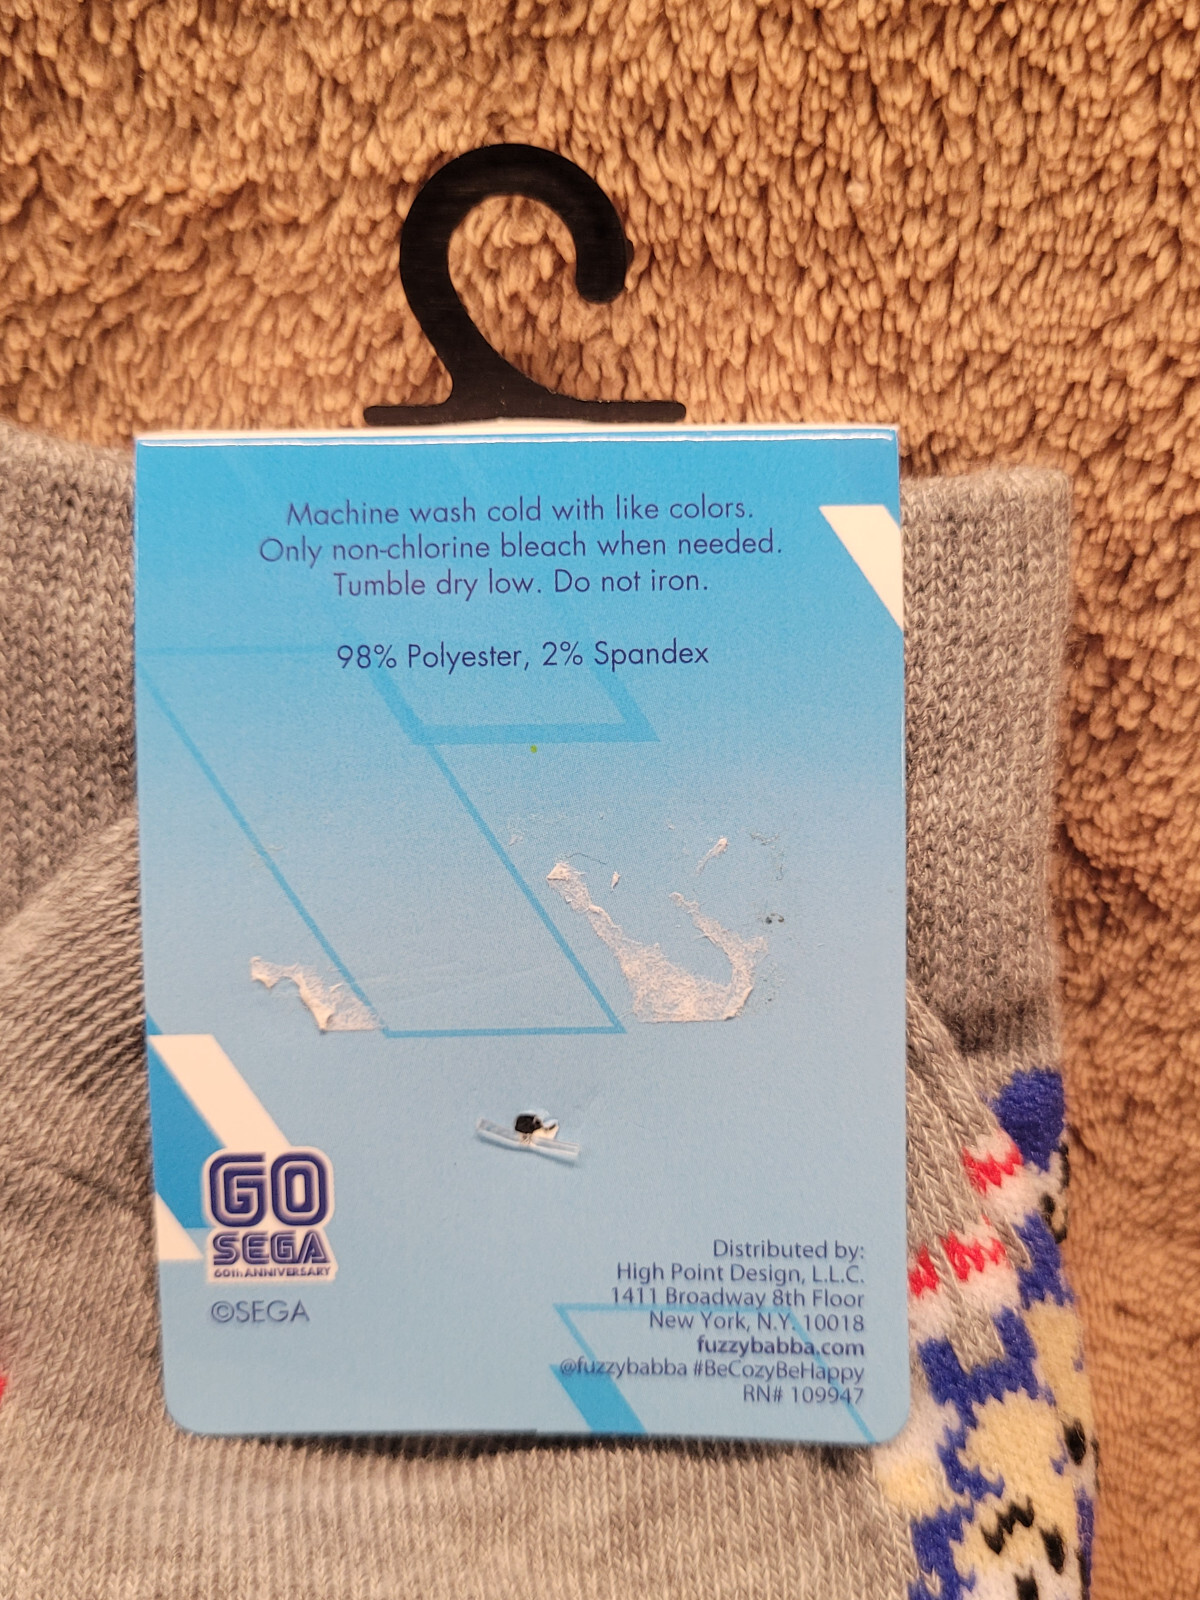 Machine wash cold with like colors.
Only non-chlorine bleach when needed.
Tumble dry low. Do not iron.
98% Polyester, 2% Spandex
GO
SEGA
60th ANNIVERSARY
©SEGA
Distributed by:
High Point Design, L.L.C.
1411 Broadway 8th Floor
New York, N.Y. 10018
fuzzybabba.com
@fuzzybabba #BeCozyBeHappy
RN# 109947